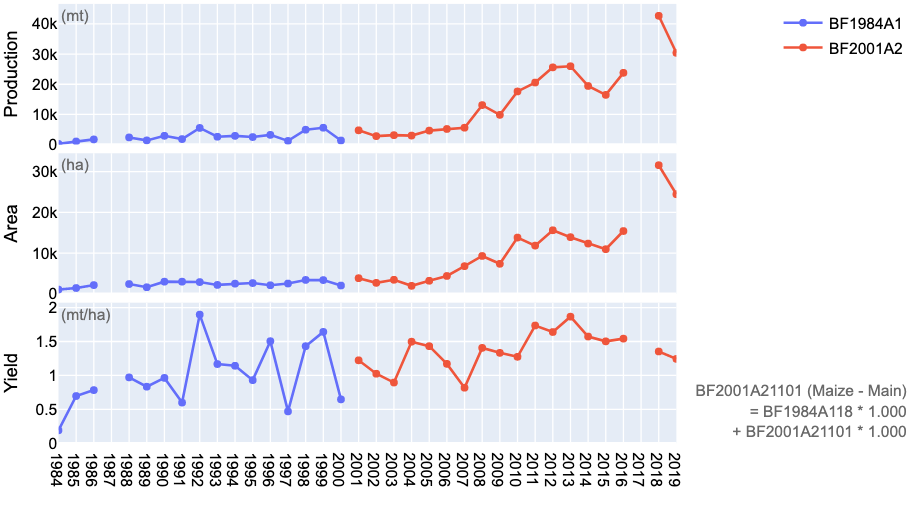 Production
(mt)
40k
30k
20k
10k
0
BF1984A1
BF2001A2
Area
(ha)
30k
20k
10k
0
Yield
(mt/ha)
2
1.5
1
0.5
0
1984
1985
1986
1987
1988
1989
1990
1991
1992
1993
1994
1995
1996
1997
1998
1999
2000
2001
2002
2003
2004
2005
2006
2007
2008
2009
2010
2011
2012
2013
2014
2015
2016
2017
2018
2019
BF2001A21101 (Maize - Main)
= BF1984A118 * 1.000
+ BF2001A21101 * 1.000